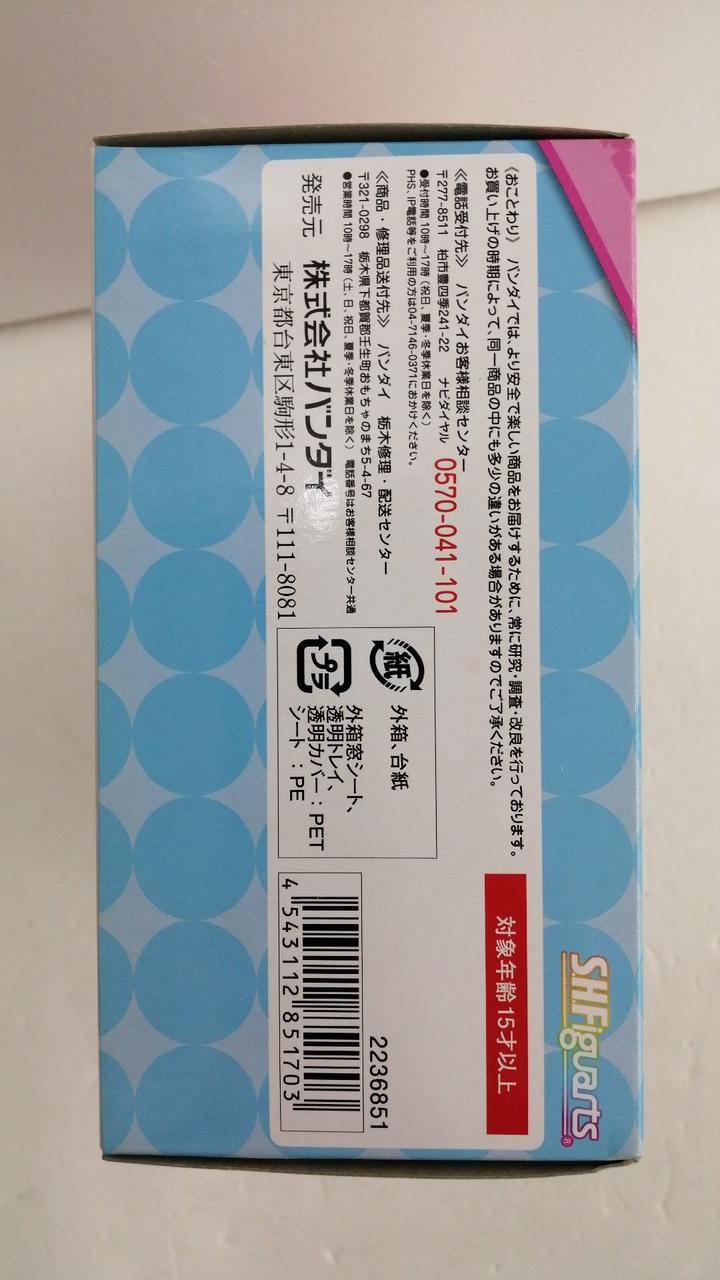 《おことわり》 バンダイでは、より安全で楽しい商品をお届けするために、常に研究・調査・改良を行っております。
お買い上げの時期によって、同一商品の中にも多少の違いがある場合がありますのでご了承ください。
≪電話受付先≫ バンダイお客様相談センター
〒277-8511 柏市豊四季241-22 ナビダイヤル 0570-041-101
●受付時間 10時～17時(祝日、夏季・冬季休業日を除く)
PHS、IP電話等をご利用の方は04-7146-0371におかけください。
≪商品・修理品送付先≫ バンダイ 栃木修理・配送センター
〒321-0298 栃木県下都賀郡壬生町おもちゃのまち5-4-67
●営業時間 10時～17時(土、日、祝日、夏季・冬季休業日を除く) 電話番号はお客様相談センター共通
発売元 株式会社バンダイ
東京都台東区駒形1-4-8 〒111-8081
紙 外箱、台紙
プラ 外箱窓シート、
透明トレイ、
透明カバー：PET
シート ：PE
対象年齢15才以上
2236851
4 543112 851703
S.H.Figuarts®